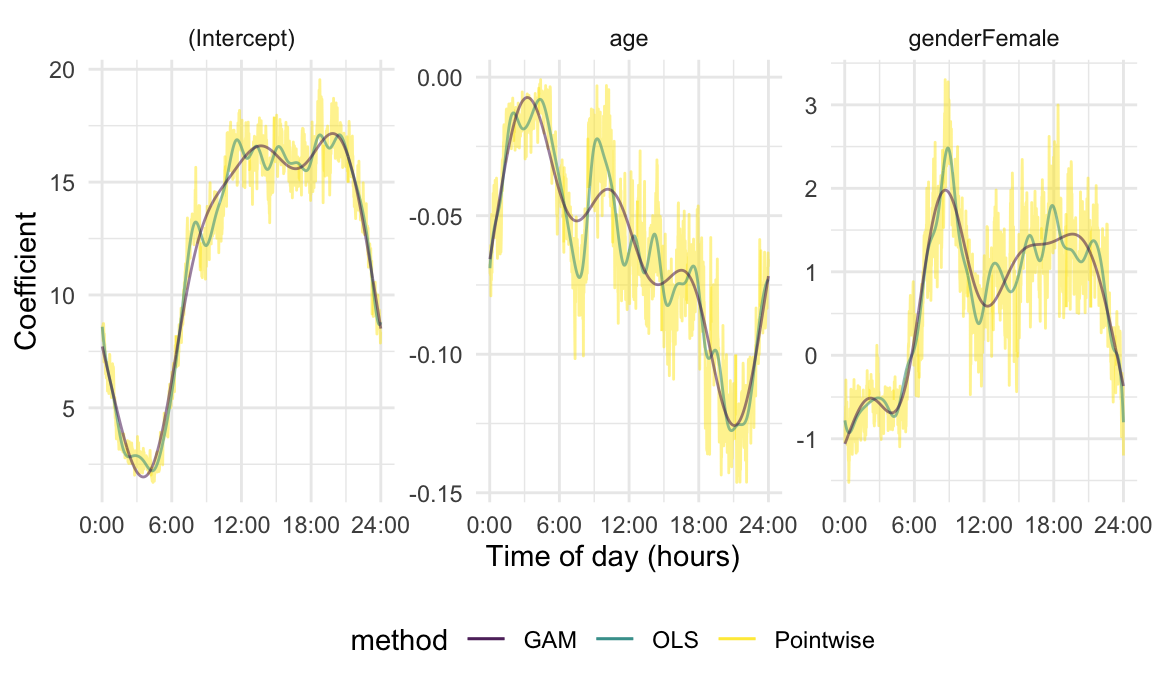 (Intercept) age genderFemale
Coefficient
20
15
10
5
0.00
-0.05
-0.10
-0.15
3
2
1
0
-1
0:00 6:00 12:00 18:00 24:00 0:00 6:00 12:00 18:00 24:00 0:00 6:00 12:00 18:00 24:00
Time of day (hours)
method GAM OLS Pointwise